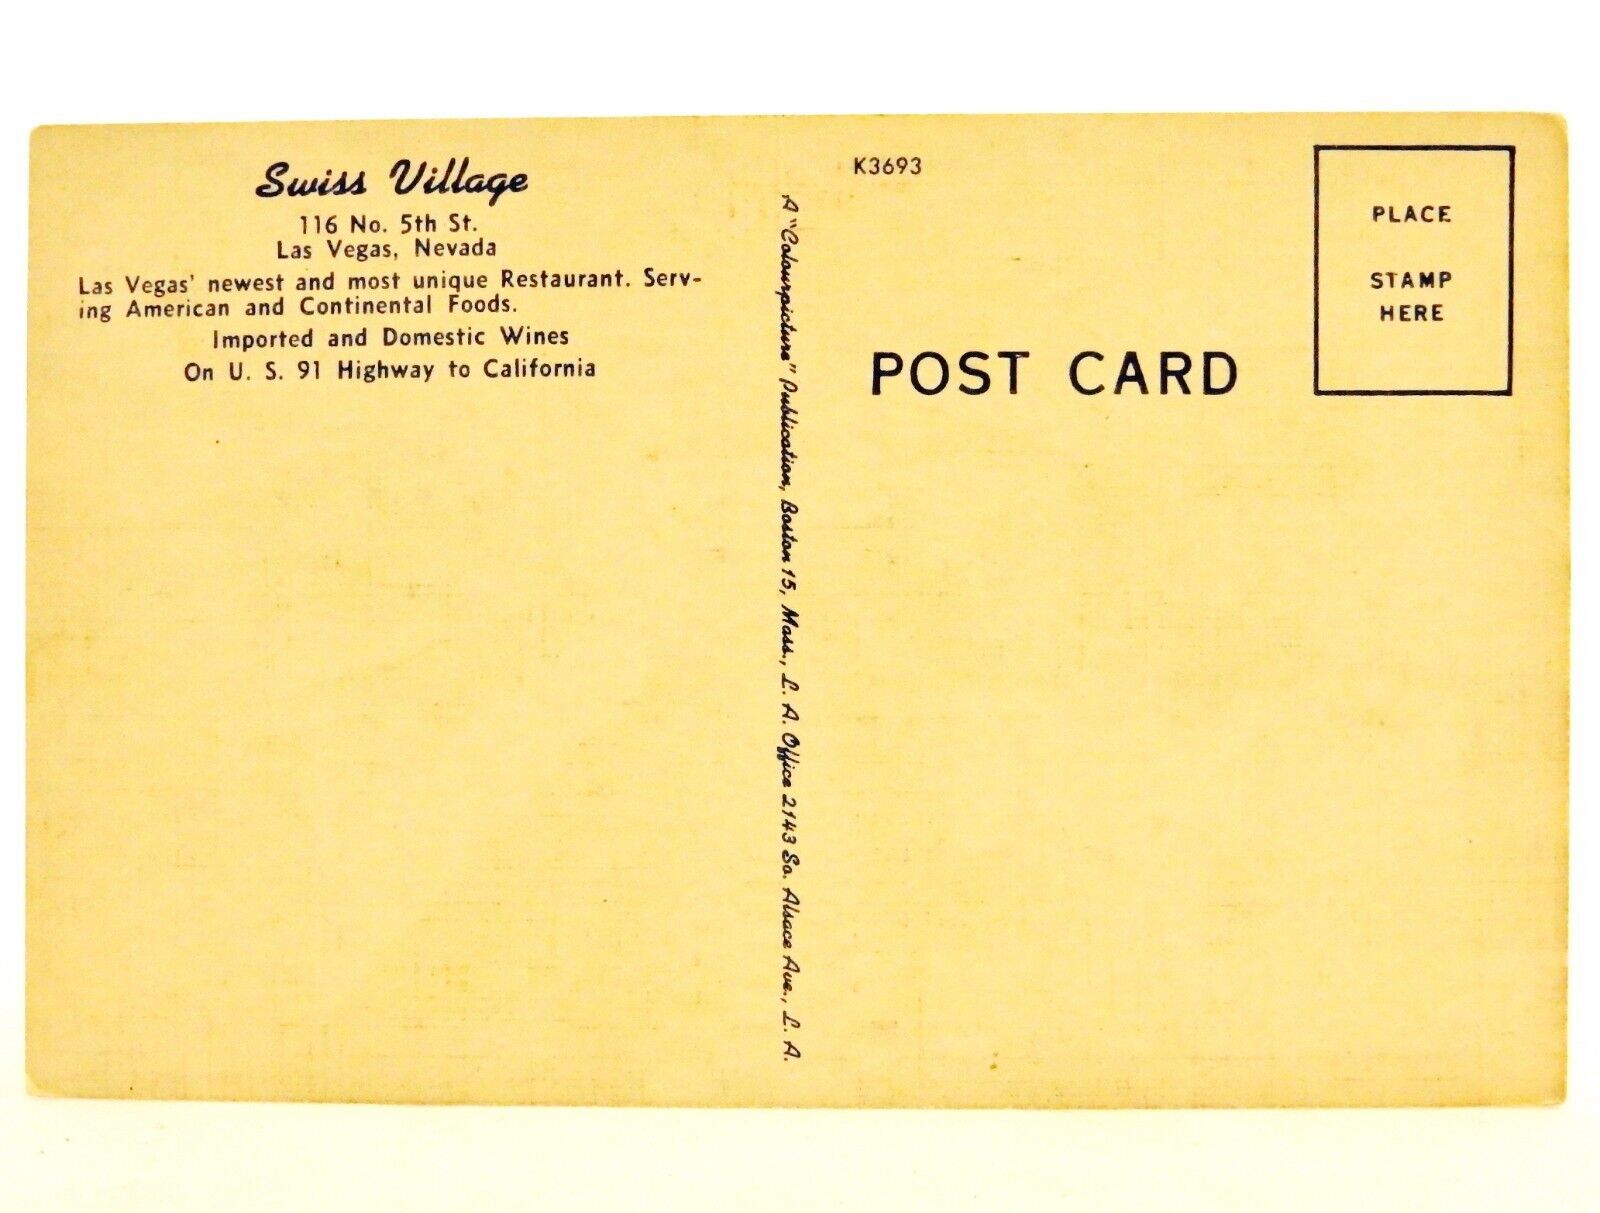 Swiss Village
116 No. 5th St.
Las Vegas, Nevada
Las Vegas' newest and most unique Restaurant. Serv-
ing American and Continental Foods.
Imported and Domestic Wines
On U. S. 91 Highway to California
A "Colourpicture" Publication, Boston 15, Mass., L. A. Office 2143 So. Alsace Ave., L. A.
K3693
POST CARD
PLACE
STAMP
HERE